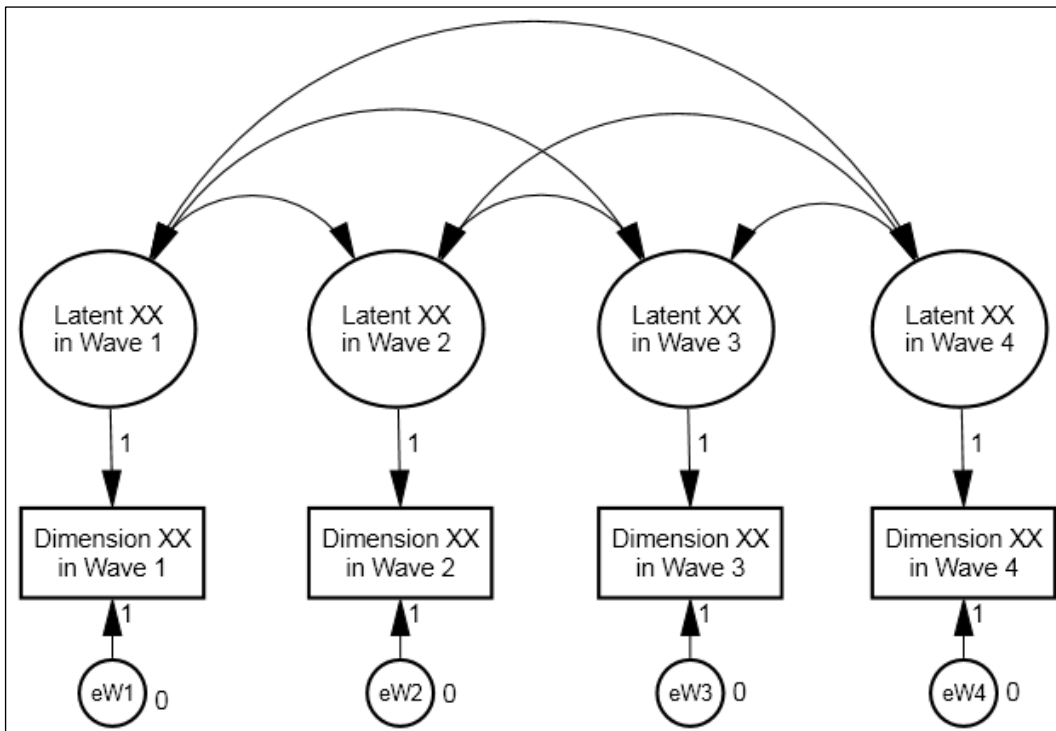 Latent XX
in Wave 1
Latent XX
in Wave 2
Latent XX
in Wave 3
Latent XX
in Wave 4
1
1
1
1
Dimension XX
in Wave 1
Dimension XX
in Wave 2
Dimension XX
in Wave 3
Dimension XX
in Wave 4
1
1
1
1
eW1
0
eW2
0
eW3
0
eW4
0